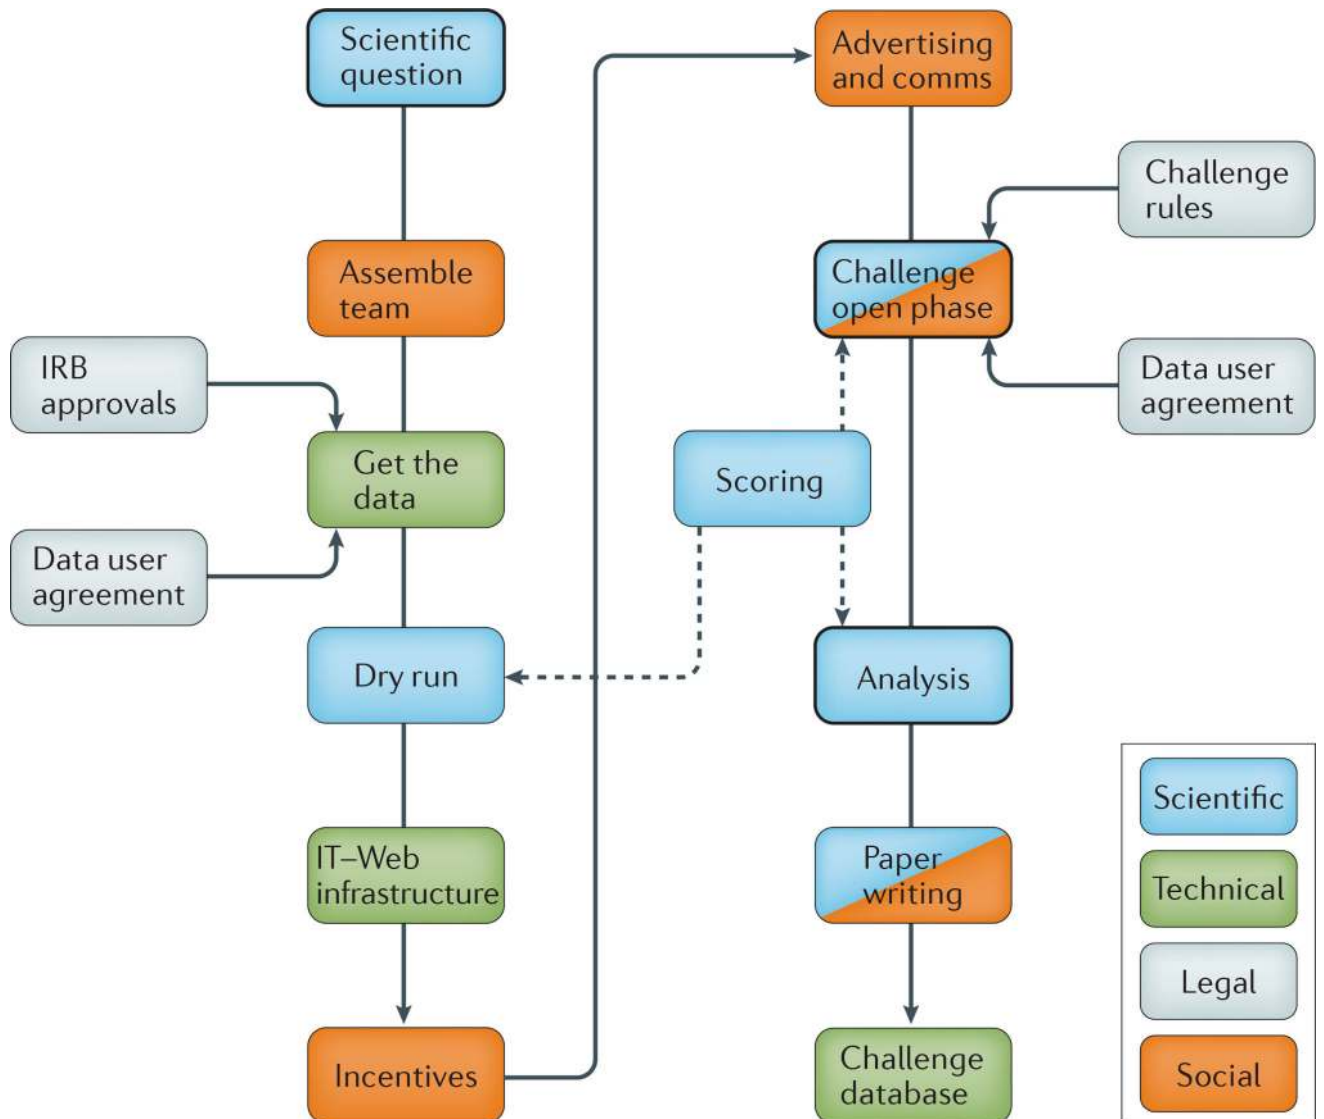 Scientific
question
Advertising
and comms
Challenge
rules
Assemble
team
Challenge
open phase
IRB
approvals
Data user
agreement
Get the
data
Scoring
Data user
agreement
Dry run
Analysis
IT–Web
infrastructure
Paper
writing
Incentives
Challenge
database
Scientific
Technical
Legal
Social